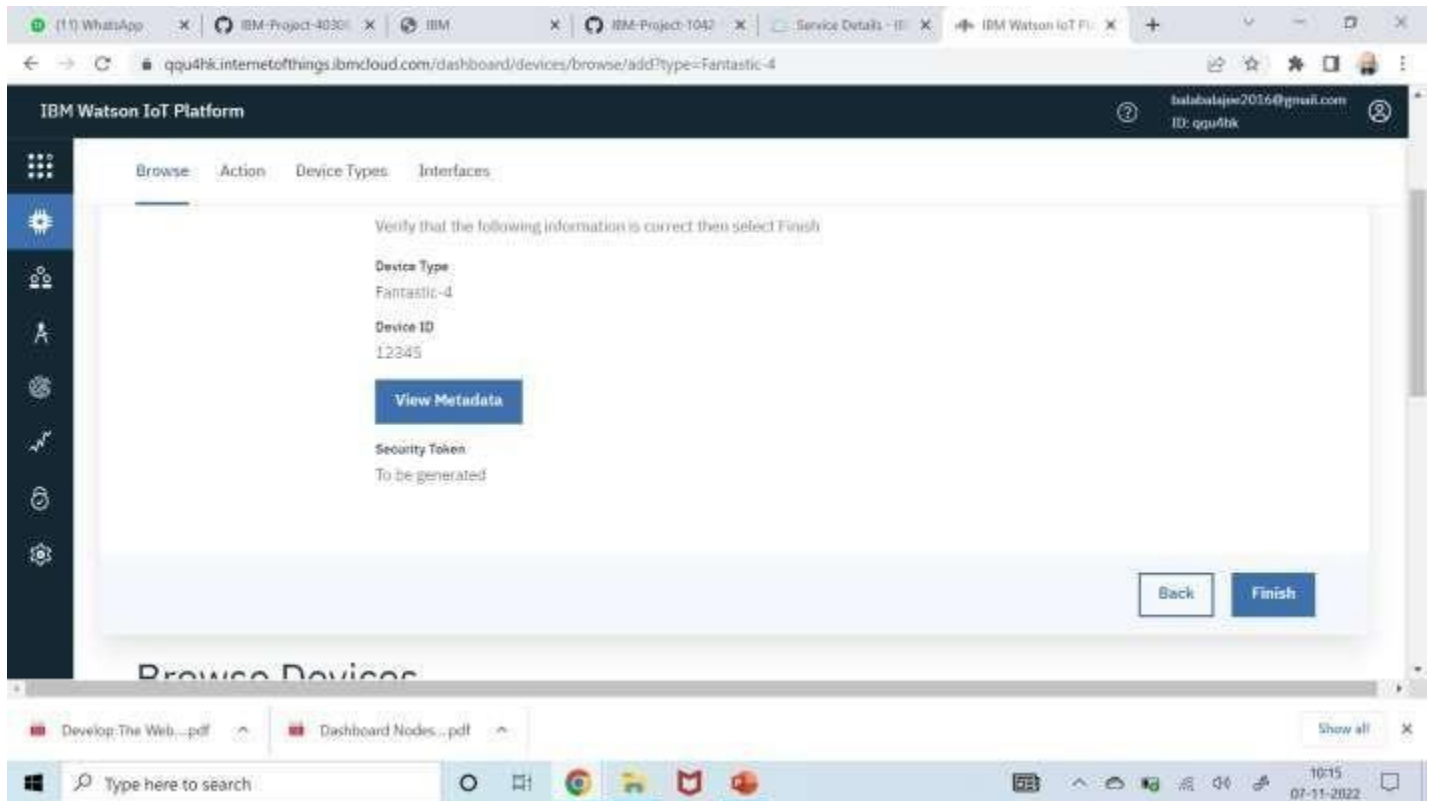 (11) WhatsApp
IBM-Project-4030
IBM
IBM-Project-1042
Service Details - IB
IBM Watson IoT Pl
qqu4hk.internetofthings.ibmcloud.com/dashboard/devices/browse/add?type=Fantastic-4
IBM Watson IoT Platform
balabalajee2016@gmail.com
ID: qqu4hk
Browse Action Device Types Interfaces
Verify that the following information is correct then select Finish
Device Type
Fantastic-4
Device ID
12345
View Metadata
Security Token
To be generated
Back Finish
Browse Devices
Develop The Web....pdf
Dashboard Nodes....pdf
Show all
Type here to search
10:15
07-11-2022